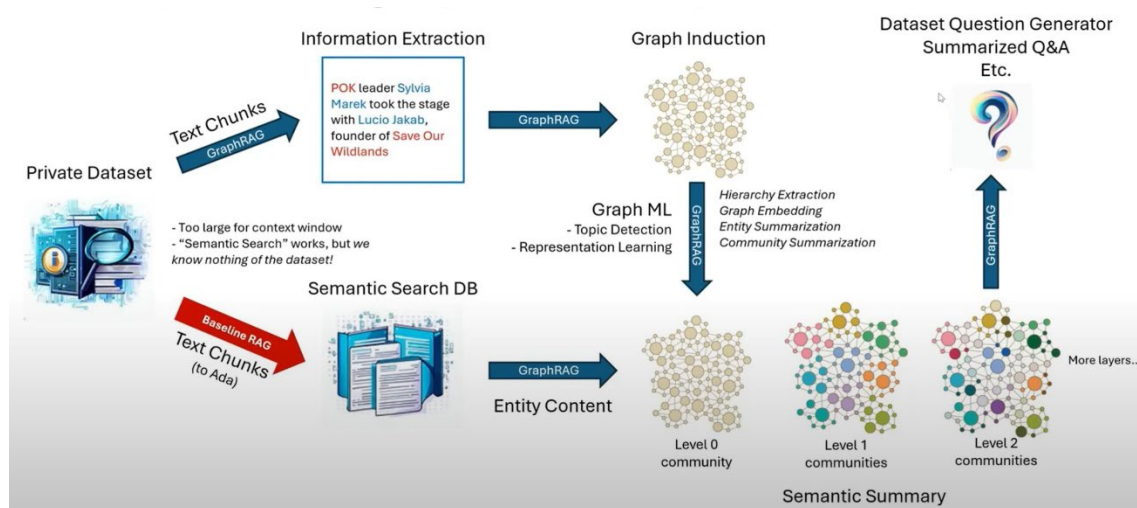 Information Extraction
Graph Induction
Dataset Question Generator
Summarized Q&A
Etc.
POK leader Sylvia
Marek took the stage
with Lucio Jakab,
founder of Save Our
Wildlands
Text Chunks
GraphRAG
GraphRAG
Private Dataset
- Too large for context window
- “Semantic Search” works, but we
know nothing of the dataset!
Graph ML
- Topic Detection
- Representation Learning
GraphRAG
Hierarchy Extraction
Graph Embedding
Entity Summarization
Community Summarization
GraphRAG
Semantic Search DB
Baseline RAG
Text Chunks
(to Ada)
GraphRAG
Entity Content
More layers...
Level 0
community
Level 1
communities
Level 2
communities
Semantic Summary